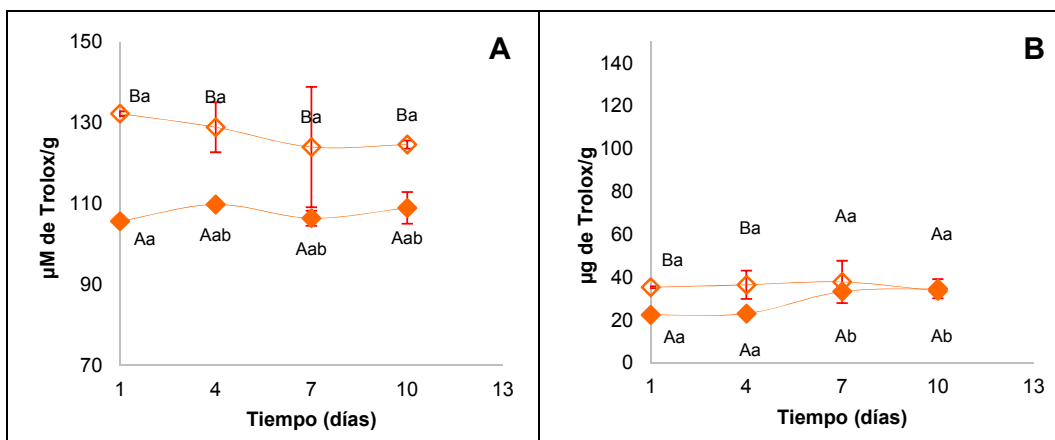 A
µM de Trolox/g
150
130
110
90
70
Ba
Ba
Ba
Ba
Aa
Aab
Aab
Aab
1
4
7
10
13
Tiempo (días)
B
µg de Trolox/g
140
120
100
80
60
40
20
0
Ba
Ba
Aa
Aa
Aa
Aa
Ab
Ab
1
4
7
10
13
Tiempo (días)